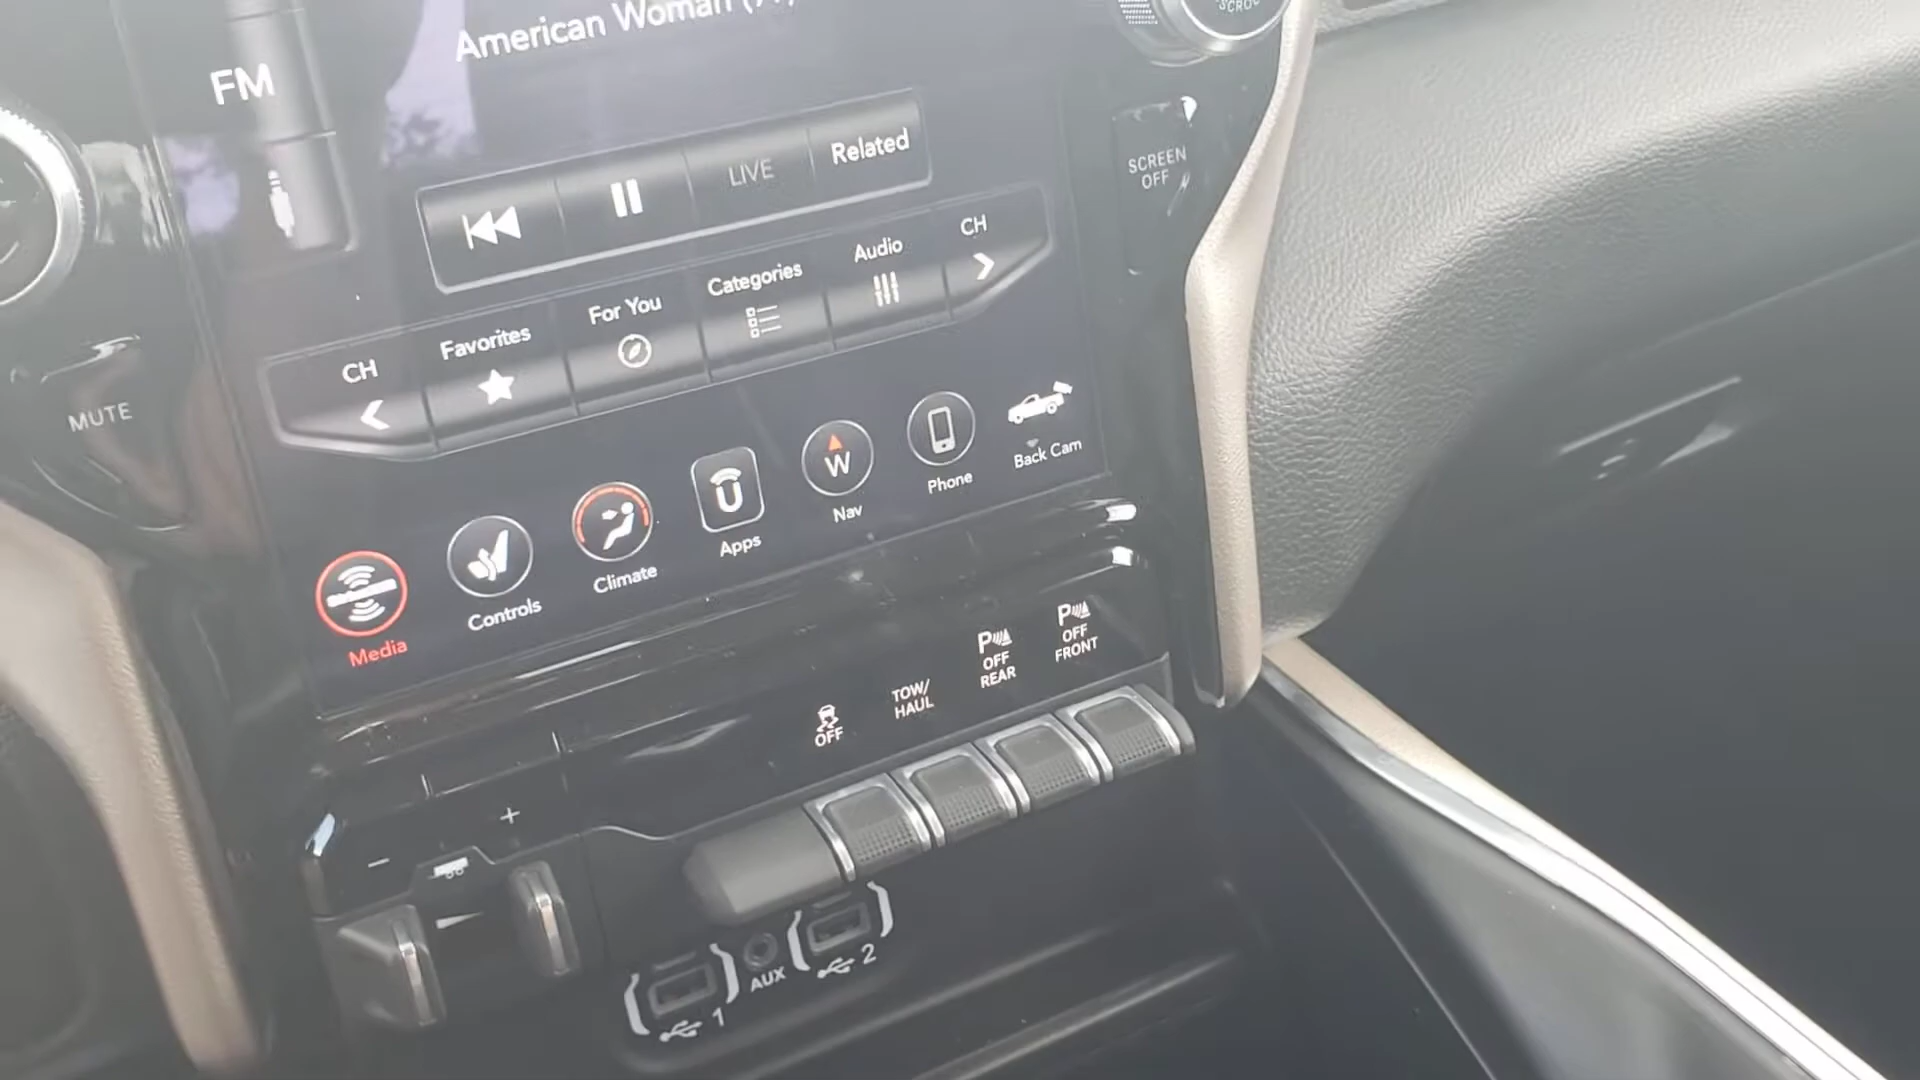 American Woman
FM
LIVE
Related
SCREEN
OFF
CH
Favorites
For You
Categories
Audio
CH
MUTE
Media
Controls
Climate
U
Apps
W
Nav
Phone
Back Cam
OFF
TOW/
HAUL
P
OFF
REAR
P
OFF
FRONT
+
−
1
AUX
2